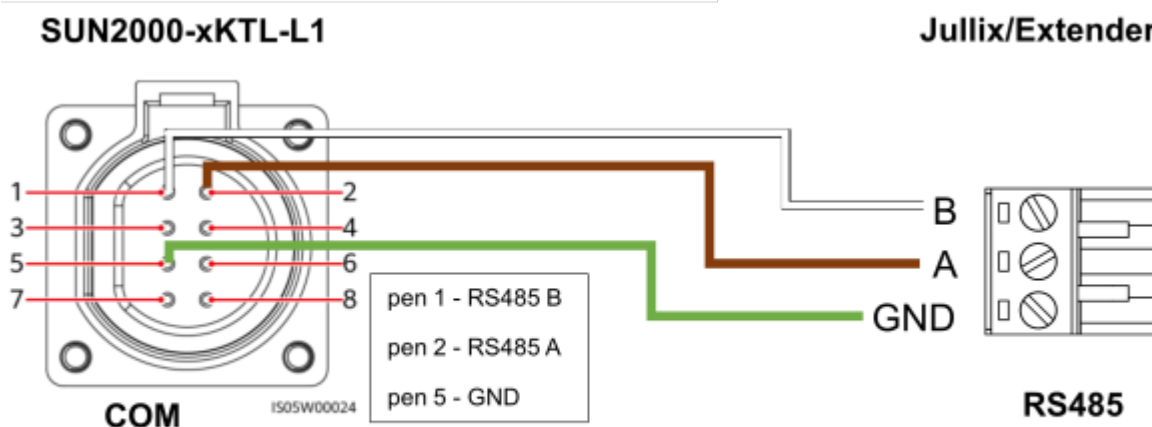 SUN2000-xKTL-L1
Jullix/Extender
1
2
3
4
5
6
7
8
B
A
GND
pen 1 - RS485 B
pen 2 - RS485 A
pen 5 - GND
IS05W00024
COM
RS485